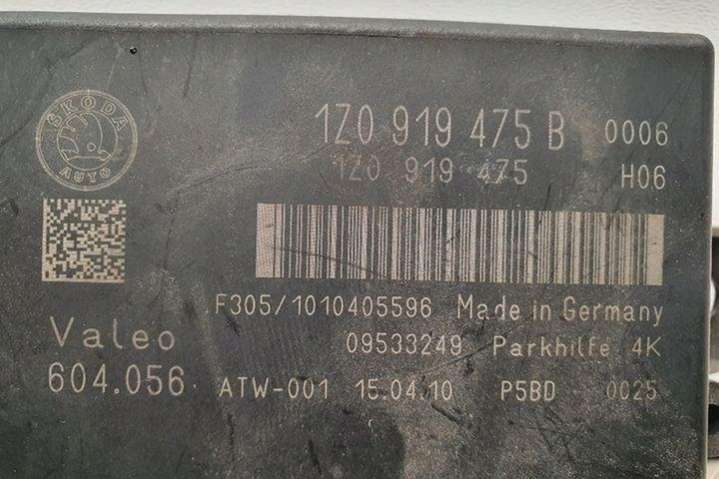 SKODA
AUTO
1Z0 919 475 B 0006
1Z0 919 475 H06
F305/1010405596 Made in Germany
Valeo 09533249 Parkhilfe 4K
604.056 ATW-001 15.04.10 P5BD 0025